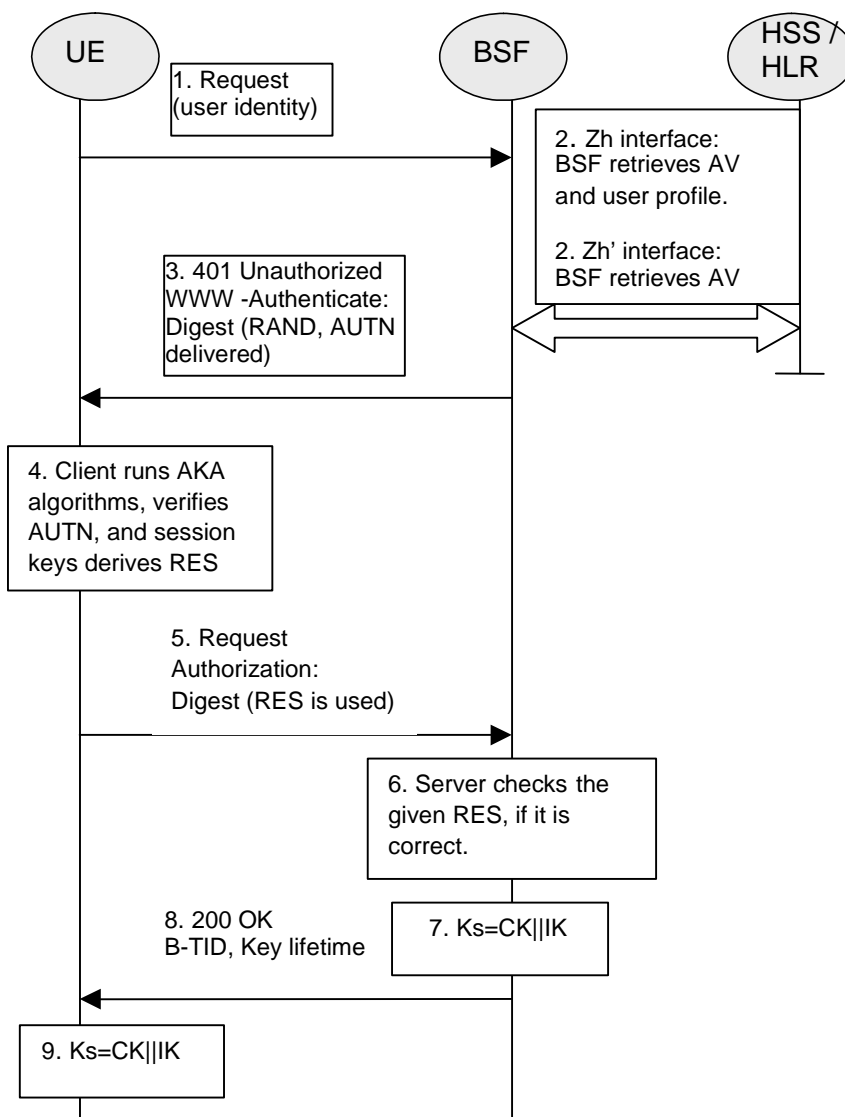 UE
BSF
HSS /
HLR
1. Request
(user identity)
2. Zh interface:
BSF retrieves AV
and user profile.
2. Zh’ interface:
BSF retrieves AV
3. 401 Unauthorized
WWW -Authenticate:
Digest (RAND, AUTN
delivered)
4. Client runs AKA
algorithms, verifies
AUTN, and session
keys derives RES
5. Request
Authorization:
Digest (RES is used)
6. Server checks the
given RES, if it is
correct.
7. Ks=CK||IK
8. 200 OK
B-TID, Key lifetime
9. Ks=CK||IK